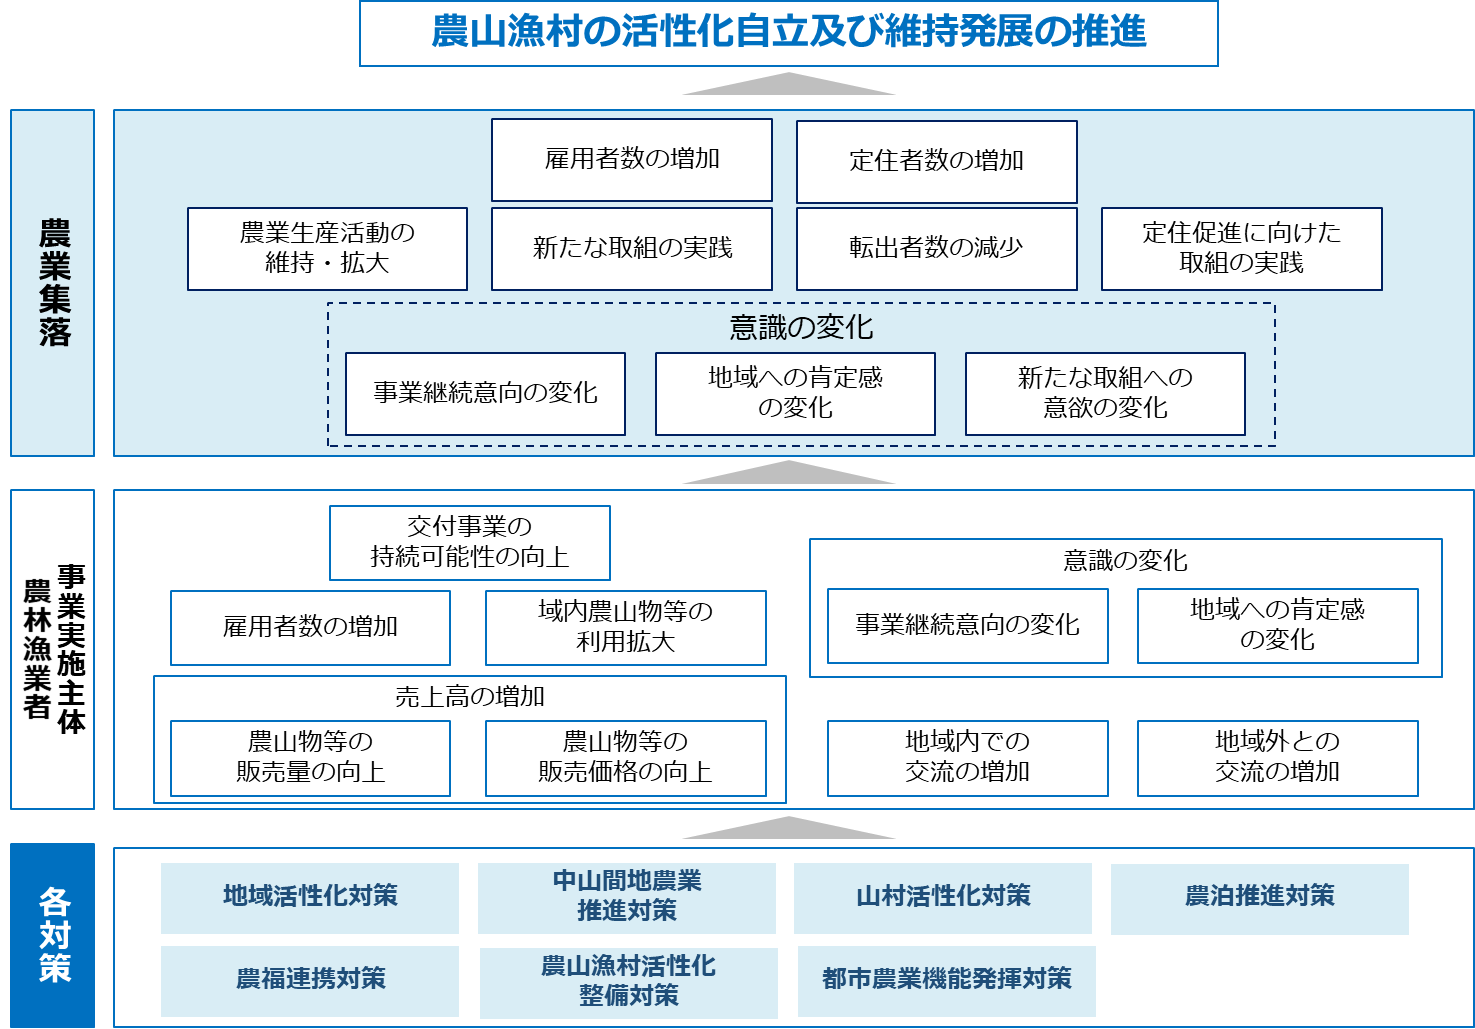 農山漁村の活性化自立及び維持発展の推進
農業集落
雇用者数の増加
定住者数の増加
農業生産活動の
維持・拡大
新たな取組の実践
転出者数の減少
定住促進に向けた
取組の実践
意識の変化
事業継続意向の変化
地域への肯定感
の変化
新たな取組への
意欲の変化
事業実施主体
農林漁業者
交付事業の
持続可能性の向上
雇用者数の増加
域内農山物等の
利用拡大
売上高の増加
農山物等の
販売量の向上
農山物等の
販売価格の向上
意識の変化
事業継続意向の変化
地域への肯定感
の変化
地域内での
交流の増加
地域外との
交流の増加
各対策
地域活性化対策
中山間地農業
推進対策
山村活性化対策
農泊推進対策
農福連携対策
農山漁村活性化
整備対策
都市農業機能発揮対策